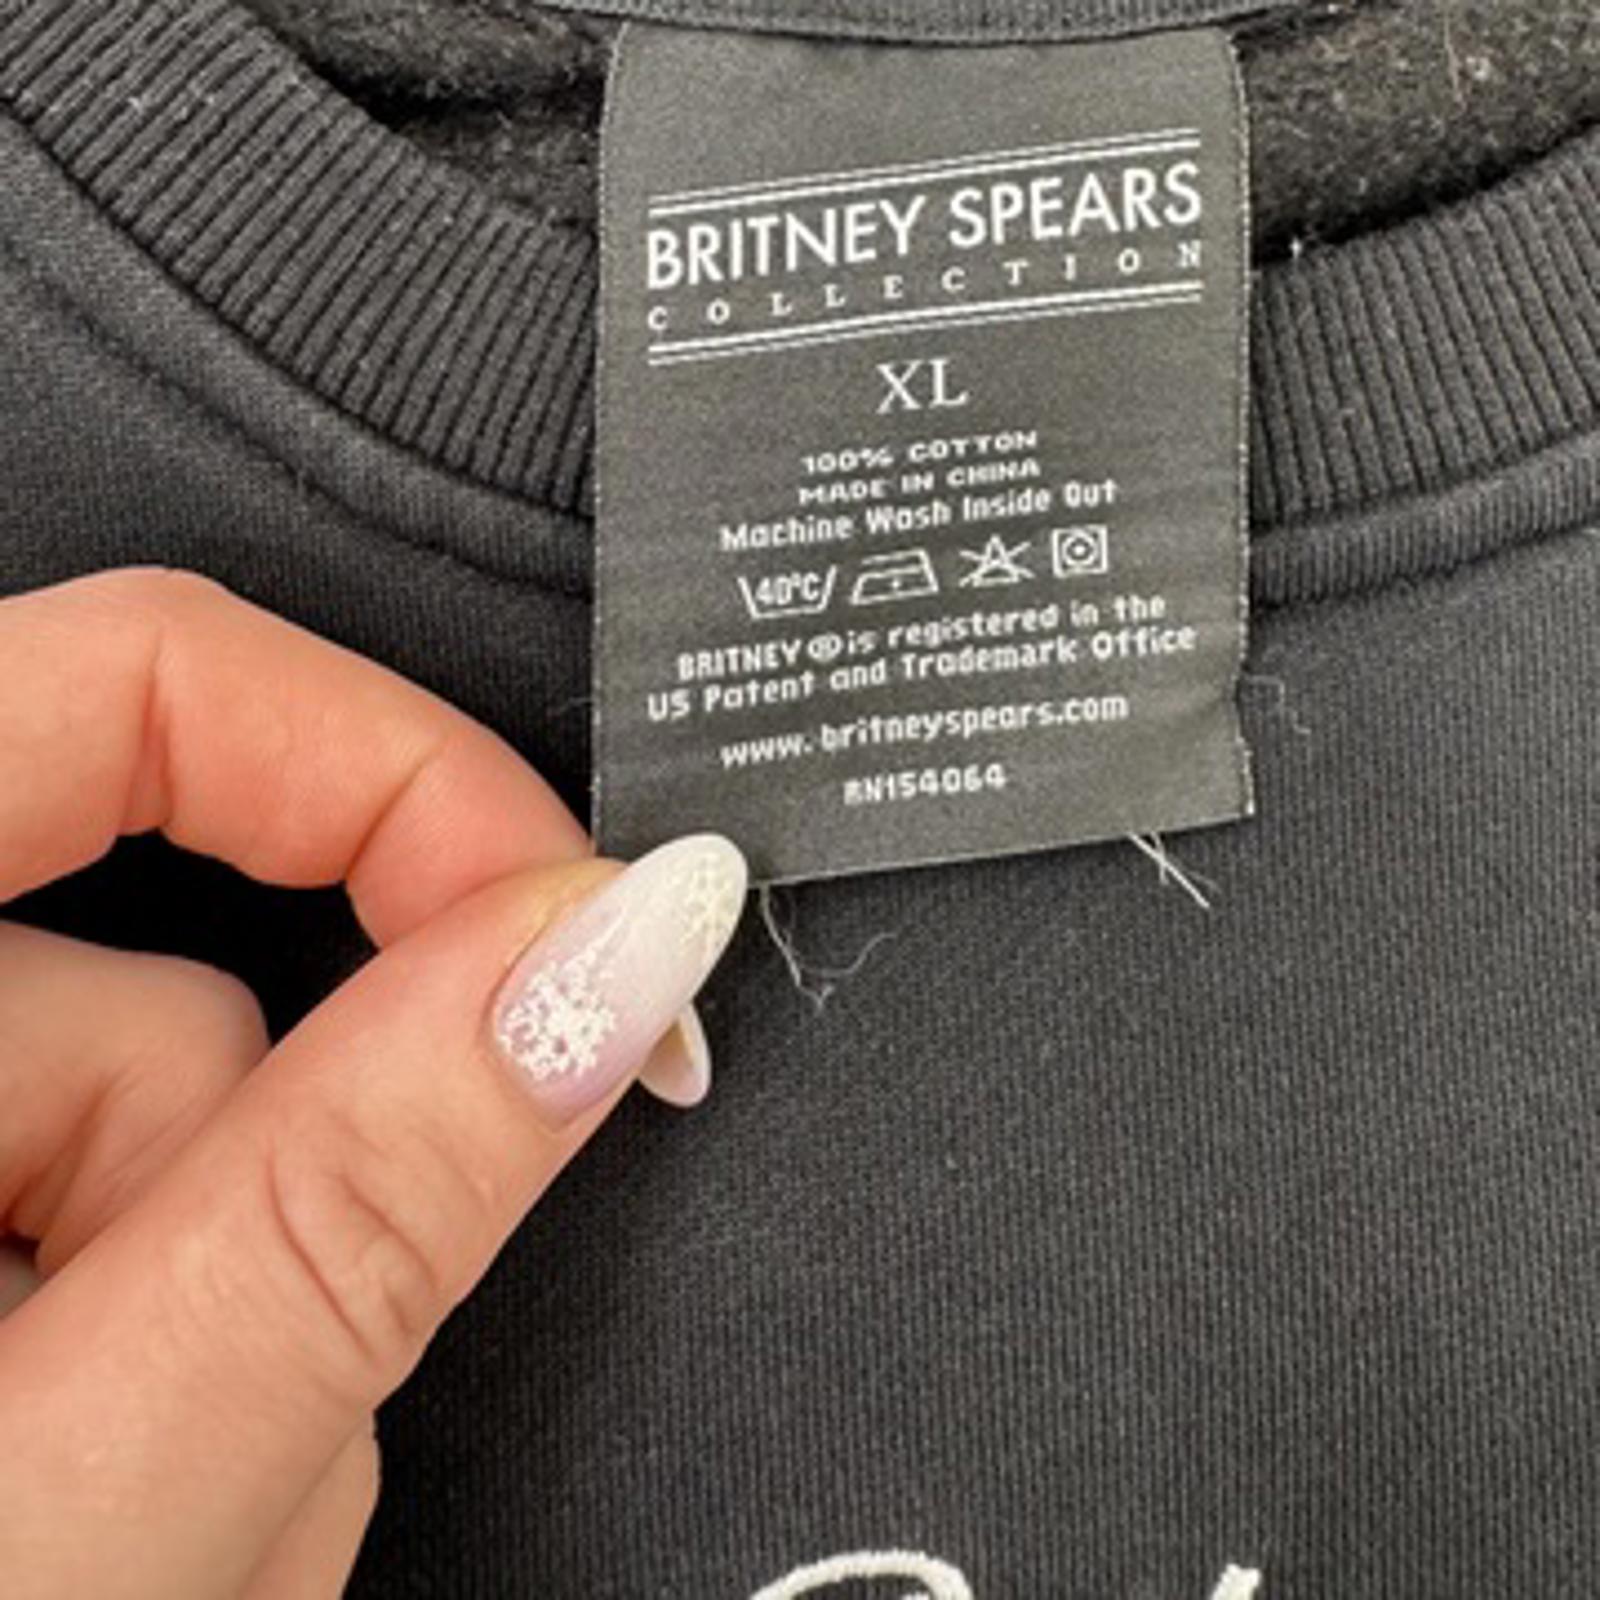 BRITNEY SPEARS
COLLECTION
XL
100% COTTON
MADE IN CHINA
Machine Wash Inside Out
40°C
BRITNEY ® is registered in the
US Patent and Trademark Office
www.britneyspears.com
RN154064